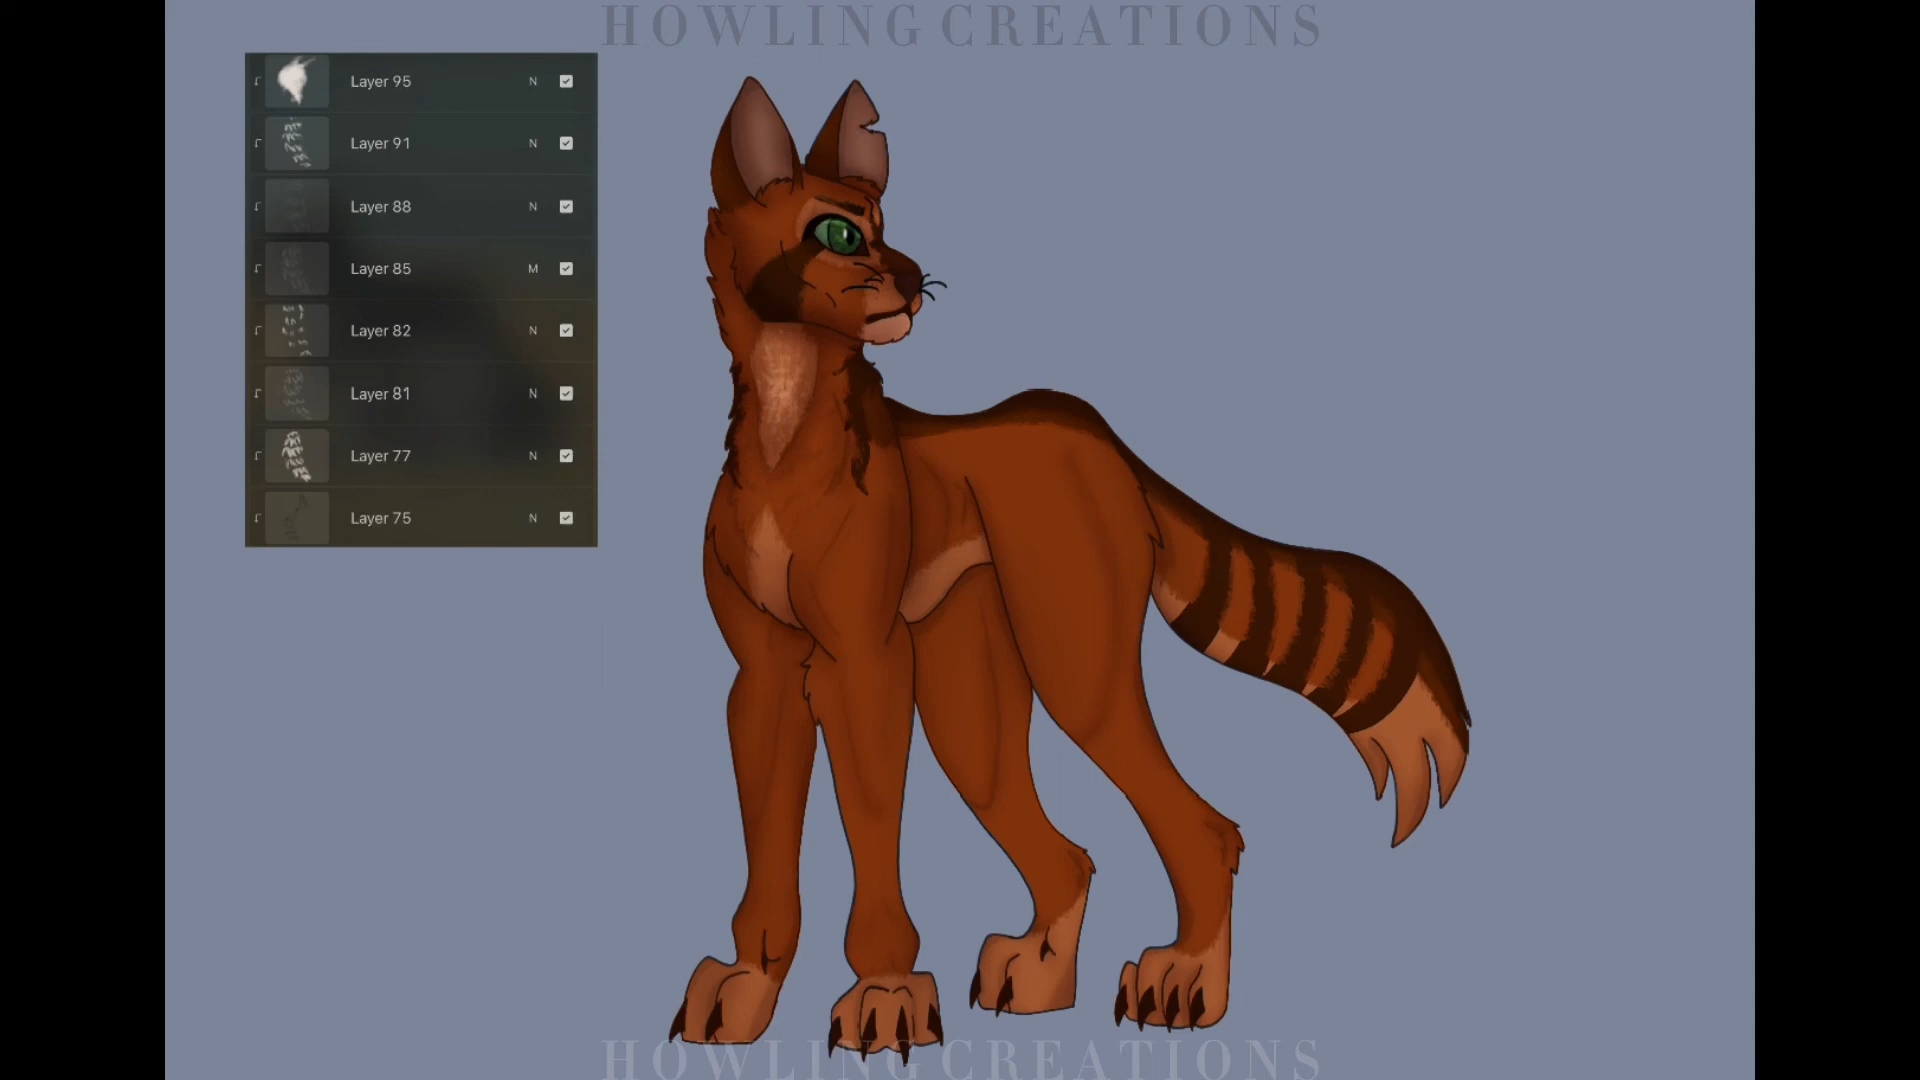 HOWLING CREATIONS
Layer 95 N
Layer 91 N
Layer 88 N
Layer 85 M
Layer 82 N
Layer 81 N
Layer 77 N
Layer 75 N
HOWLING CREATIONS